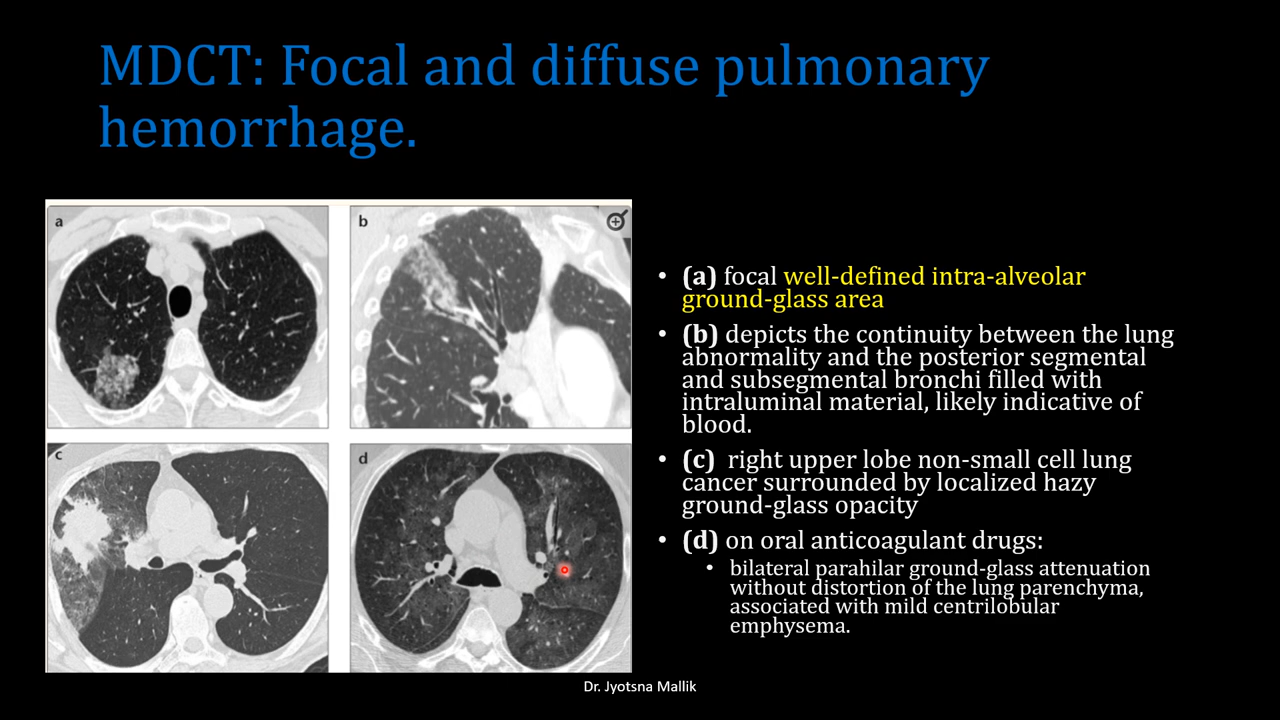 MDCT: Focal and diffuse pulmonary
hemorrhage.
a
b
c
d
• (a) focal well-defined intra-alveolar
ground-glass area
• (b) depicts the continuity between the lung
abnormality and the posterior segmental
and subsegmental bronchi filled with
intraluminal material, likely indicative of
blood.
• (c) right upper lobe non-small cell lung
cancer surrounded by localized hazy
ground-glass opacity
• (d) on oral anticoagulant drugs:
• bilateral parahilar ground-glass attenuation
without distortion of the lung parenchyma,
associated with mild centrilobular
emphysema.
Dr. Jyotsna Mallik